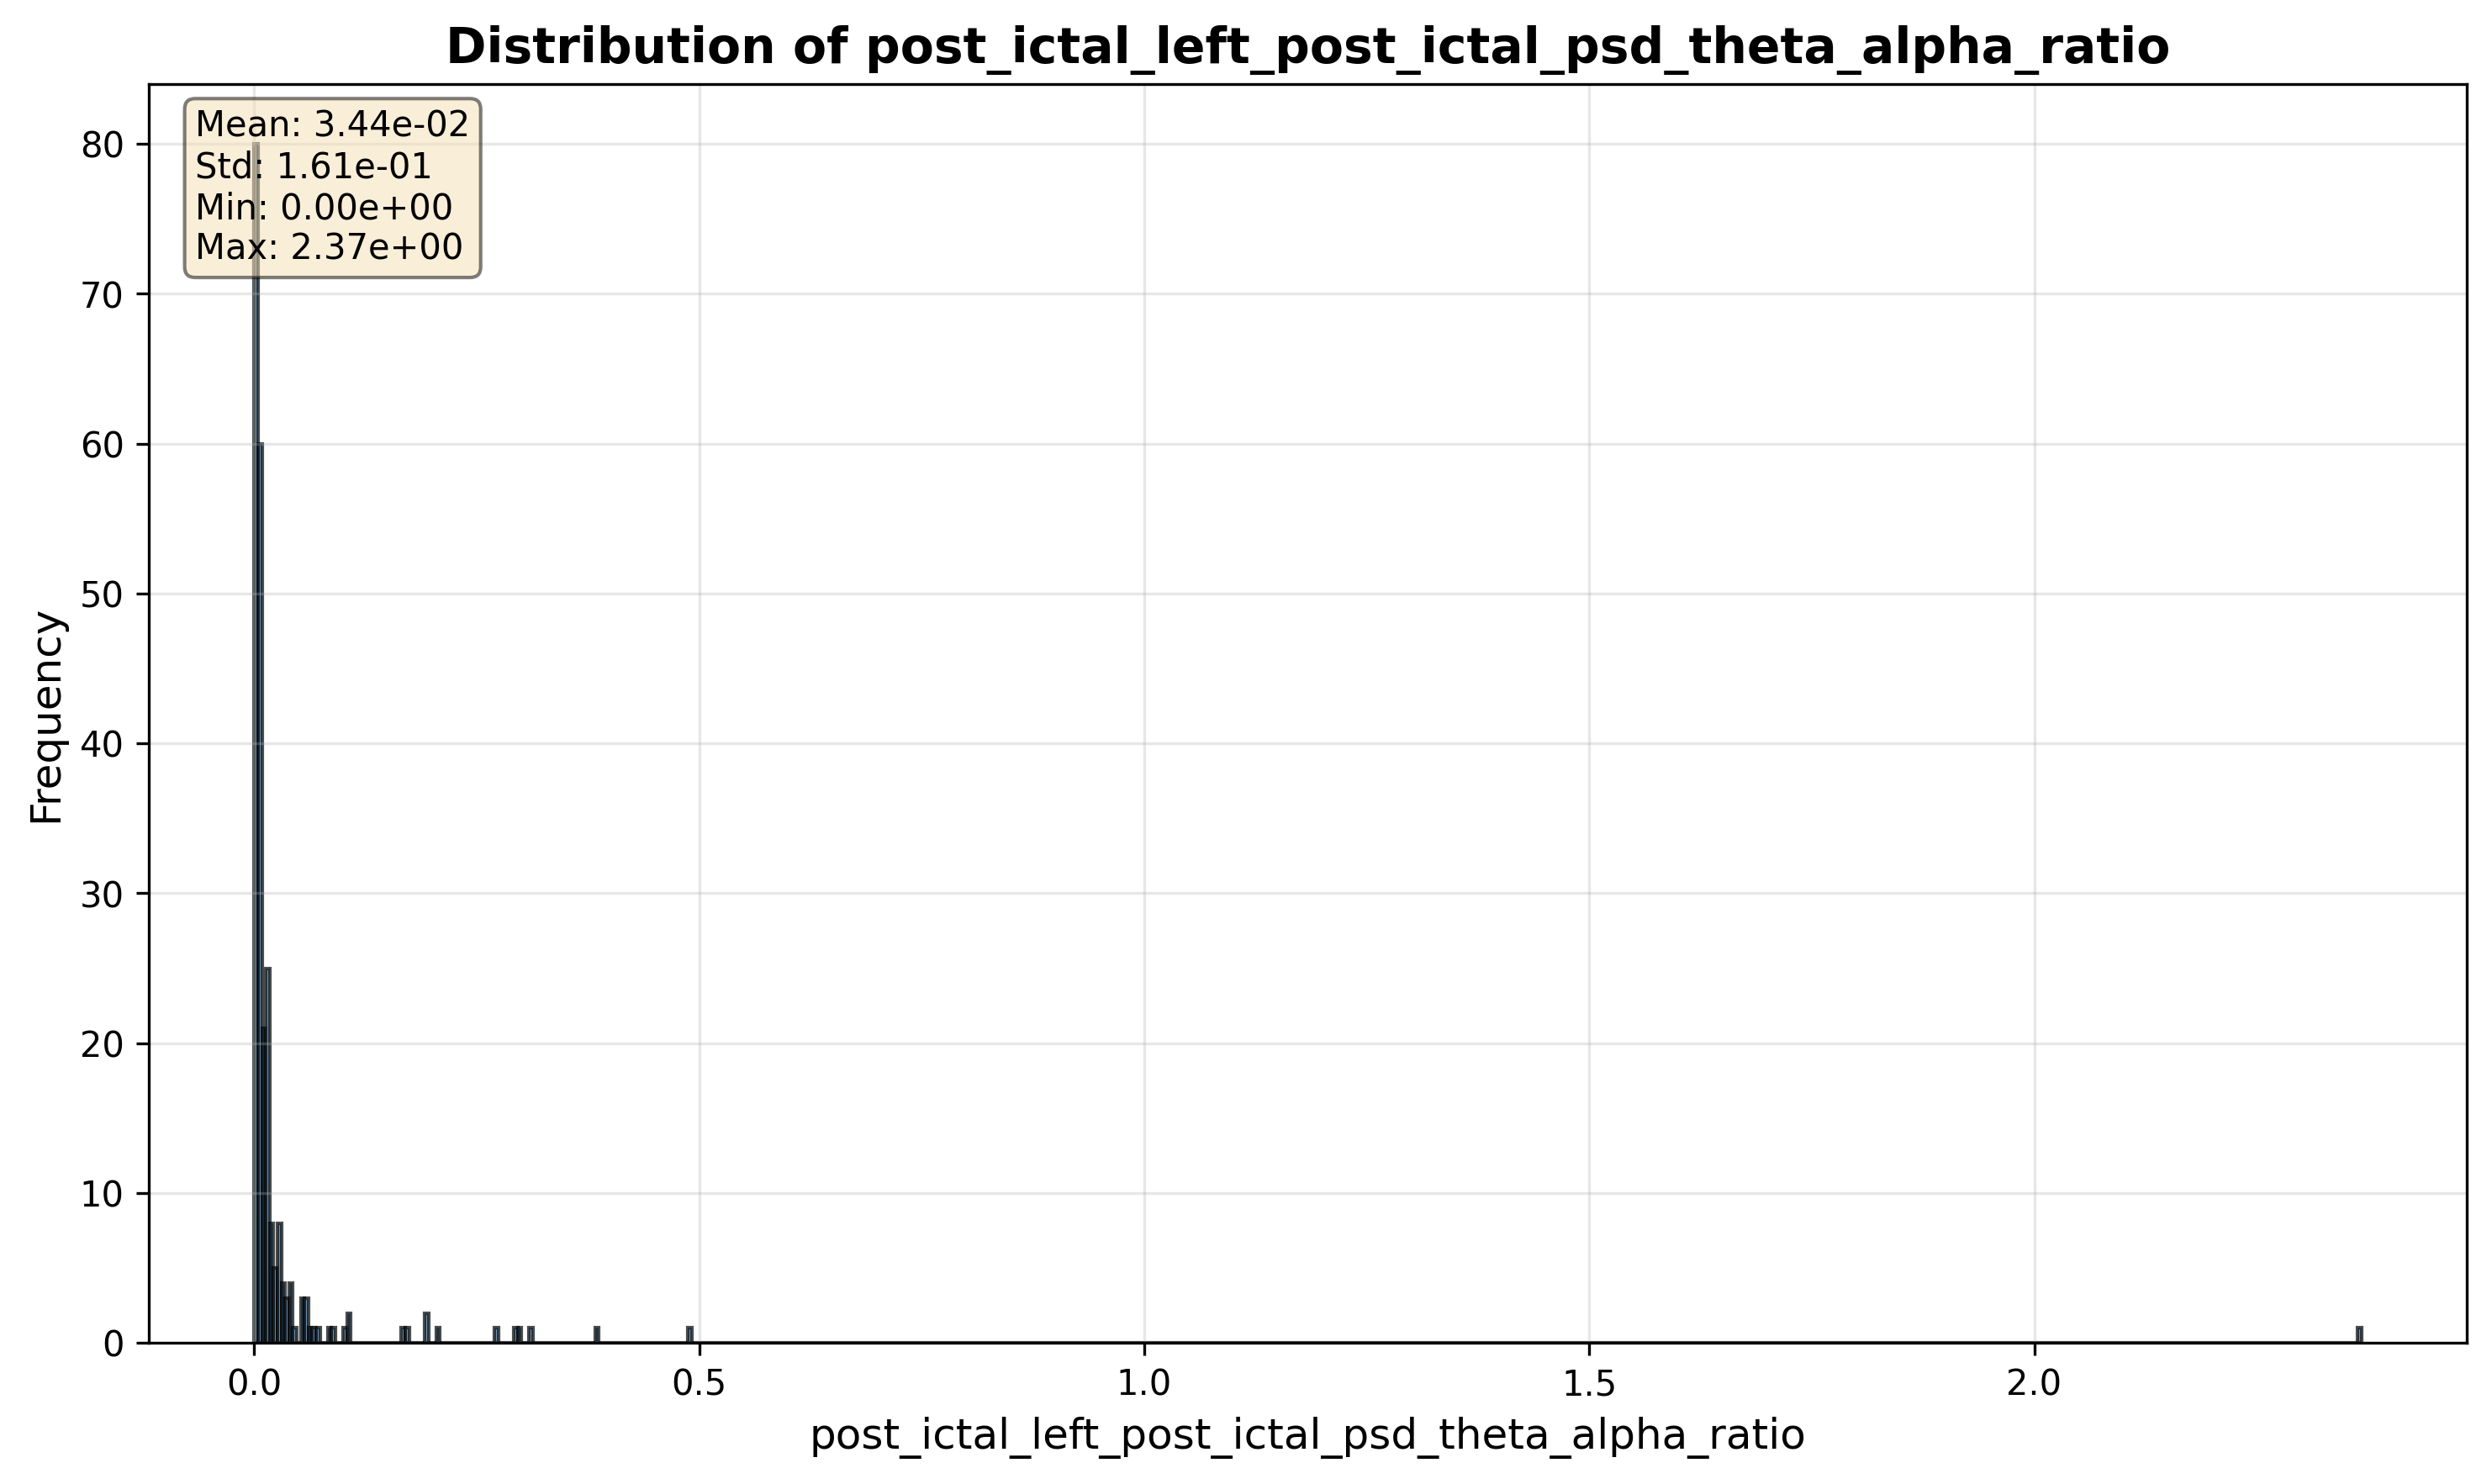 Distribution of post_ictal_left_post_ictal_psd_theta_alpha_ratio
Mean: 3.44e-02
Std: 1.61e-01
Min: 0.00e+00
Max: 2.37e+00
80
70
60
50
40
30
20
10
0
Frequency
0.0 0.5 1.0 1.5 2.0
post_ictal_left_post_ictal_psd_theta_alpha_ratio